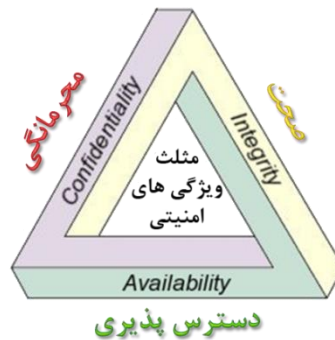 محرمانگی
Confidentiality
صحت
Integrity
مثلث
ویژگی های
امنیتی
Availability
دسترس پذیری